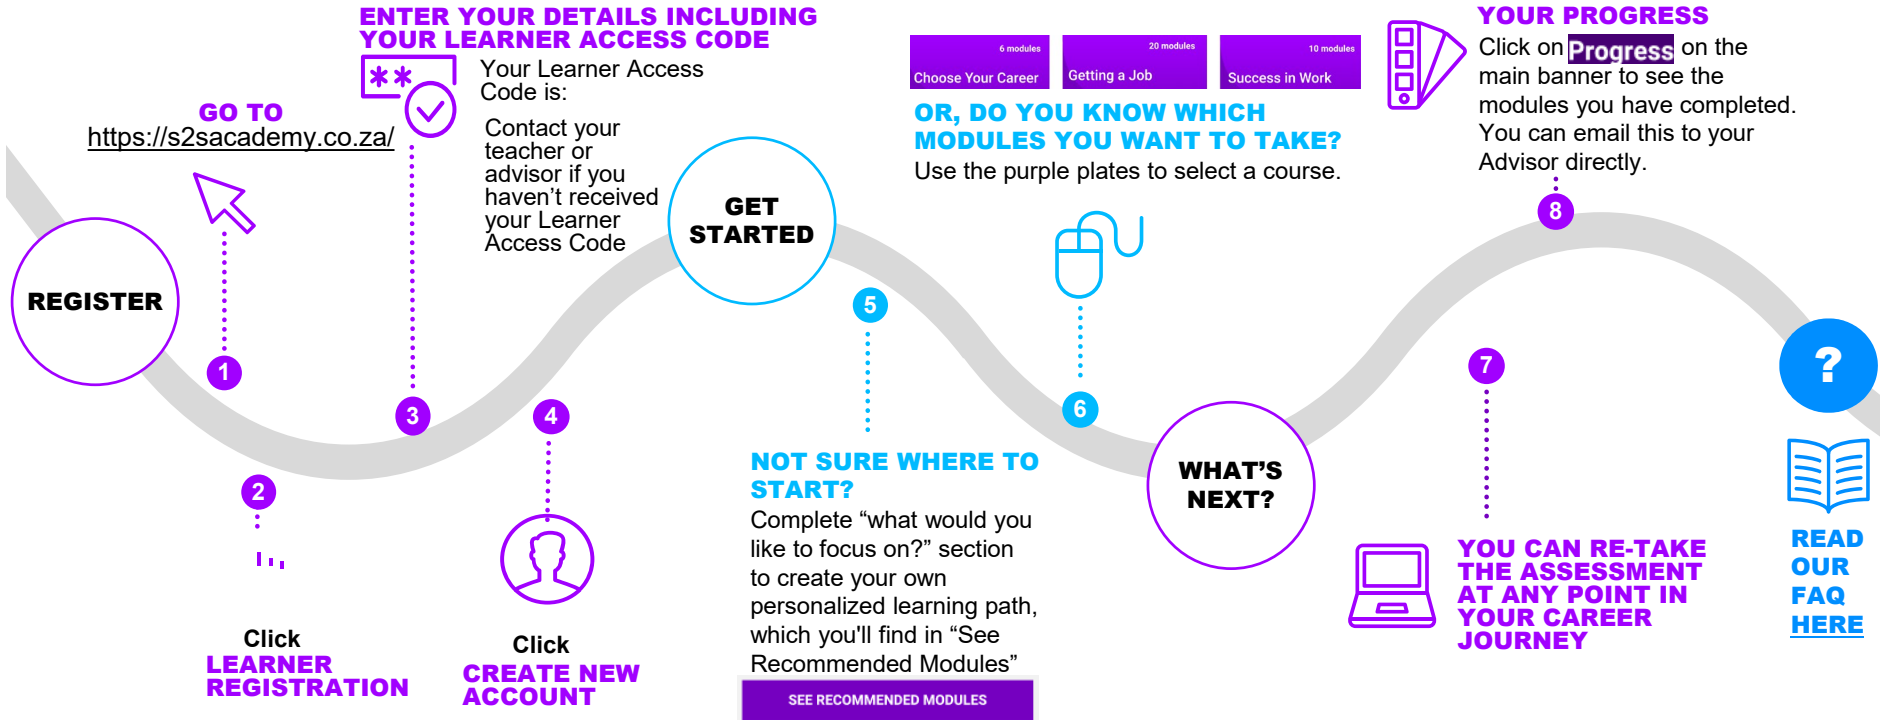 REGISTER
GO TO
https://s2sacademy.co.za/
1
2
Click
LEARNER
REGISTRATION
ENTER YOUR DETAILS INCLUDING
YOUR LEARNER ACCESS CODE
**
Your Learner Access
Code is:
Contact your
teacher or
advisor if you
haven’t received
your Learner
Access Code
3
4
Click
CREATE NEW
ACCOUNT
GET
STARTED
5
NOT SURE WHERE TO
START?
Complete “what would you
like to focus on?” section
to create your own
personalized learning path,
which you'll find in “See
Recommended Modules”
SEE RECOMMENDED MODULES
6 modules
Choose Your Career
20 modules
Getting a Job
10 modules
Success in Work
OR, DO YOU KNOW WHICH
MODULES YOU WANT TO TAKE?
Use the purple plates to select a course.
6
WHAT’S
NEXT?
7
YOU CAN RE-TAKE
THE ASSESSMENT
AT ANY POINT IN
YOUR CAREER
JOURNEY
YOUR PROGRESS
Click on Progress on the
main banner to see the
modules you have completed.
You can email this to your
Advisor directly.
8
?
READ
OUR
FAQ
HERE